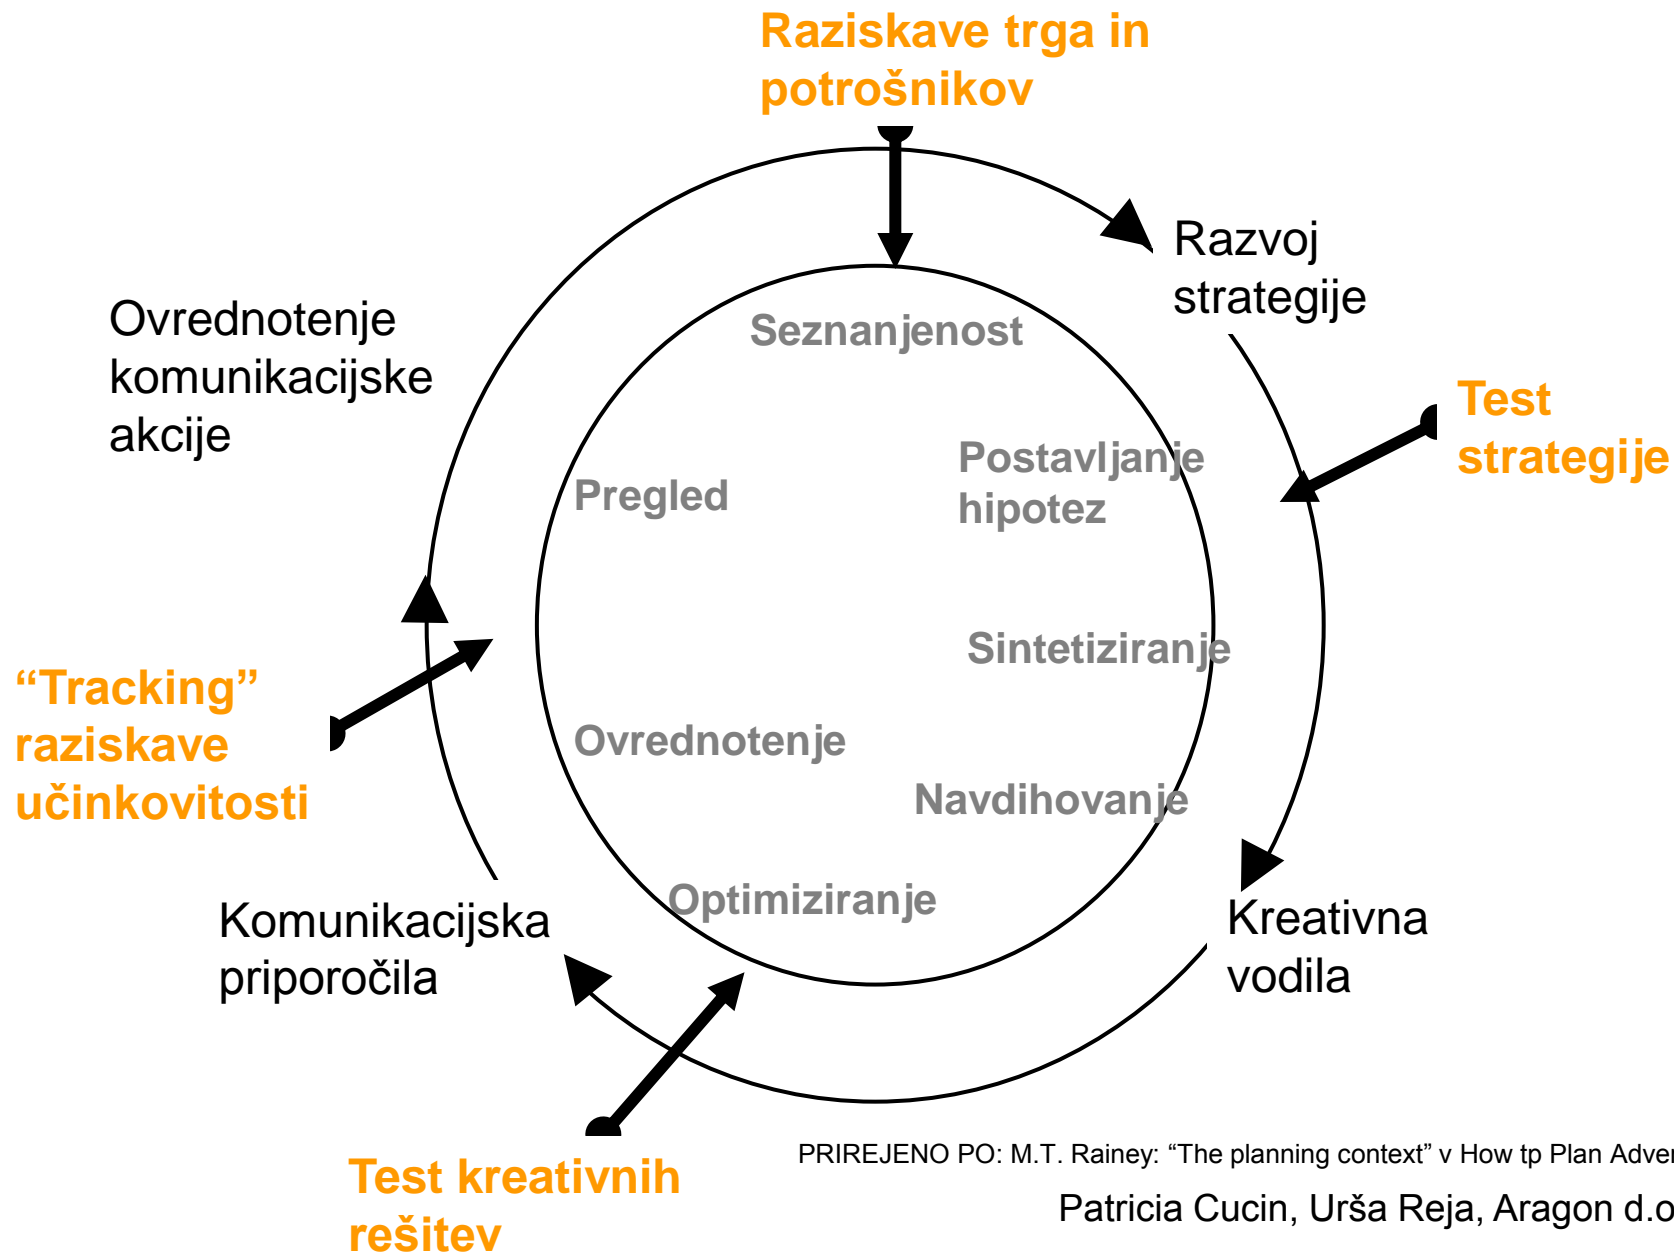 Raziskave trga in
potrošnikov
Razvoj
strategije
Ovrednotenje
komunikacijske
akcije
Seznanjenost
Test
strategije
Postavljanje
hipotez
Pregled
Sintetiziranje
“Tracking”
raziskave
učinkovitosti
Ovrednotenje
Navdihovanje
Optimiziranje
Komunikacijska
priporočila
Kreativna
vodila
Test kreativnih
rešitev
PRIREJENO PO: M.T. Rainey: “The planning context” v How tp Plan Adver
Patricia Cucin, Urša Reja, Aragon d.o